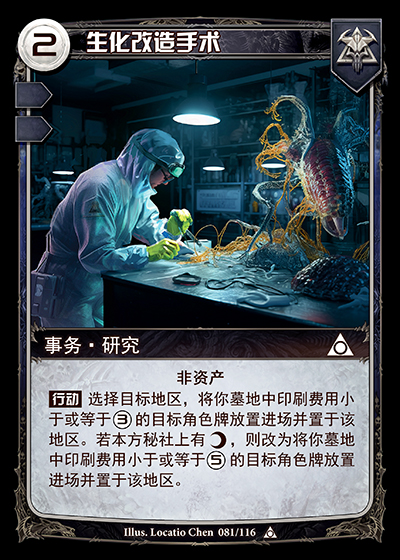 2 生化改造手术
事务·研究
非资产
行动 选择目标地区，将你墓地中印刷费用小
于或等于③的目标角色牌放置进场并置于该
地区。若本方秘社上有☾，则改为将你墓地
中印刷费用小于或等于⑤的目标角色牌放置
进场并置于该地区。
Illus. Locatio Chen 081/116